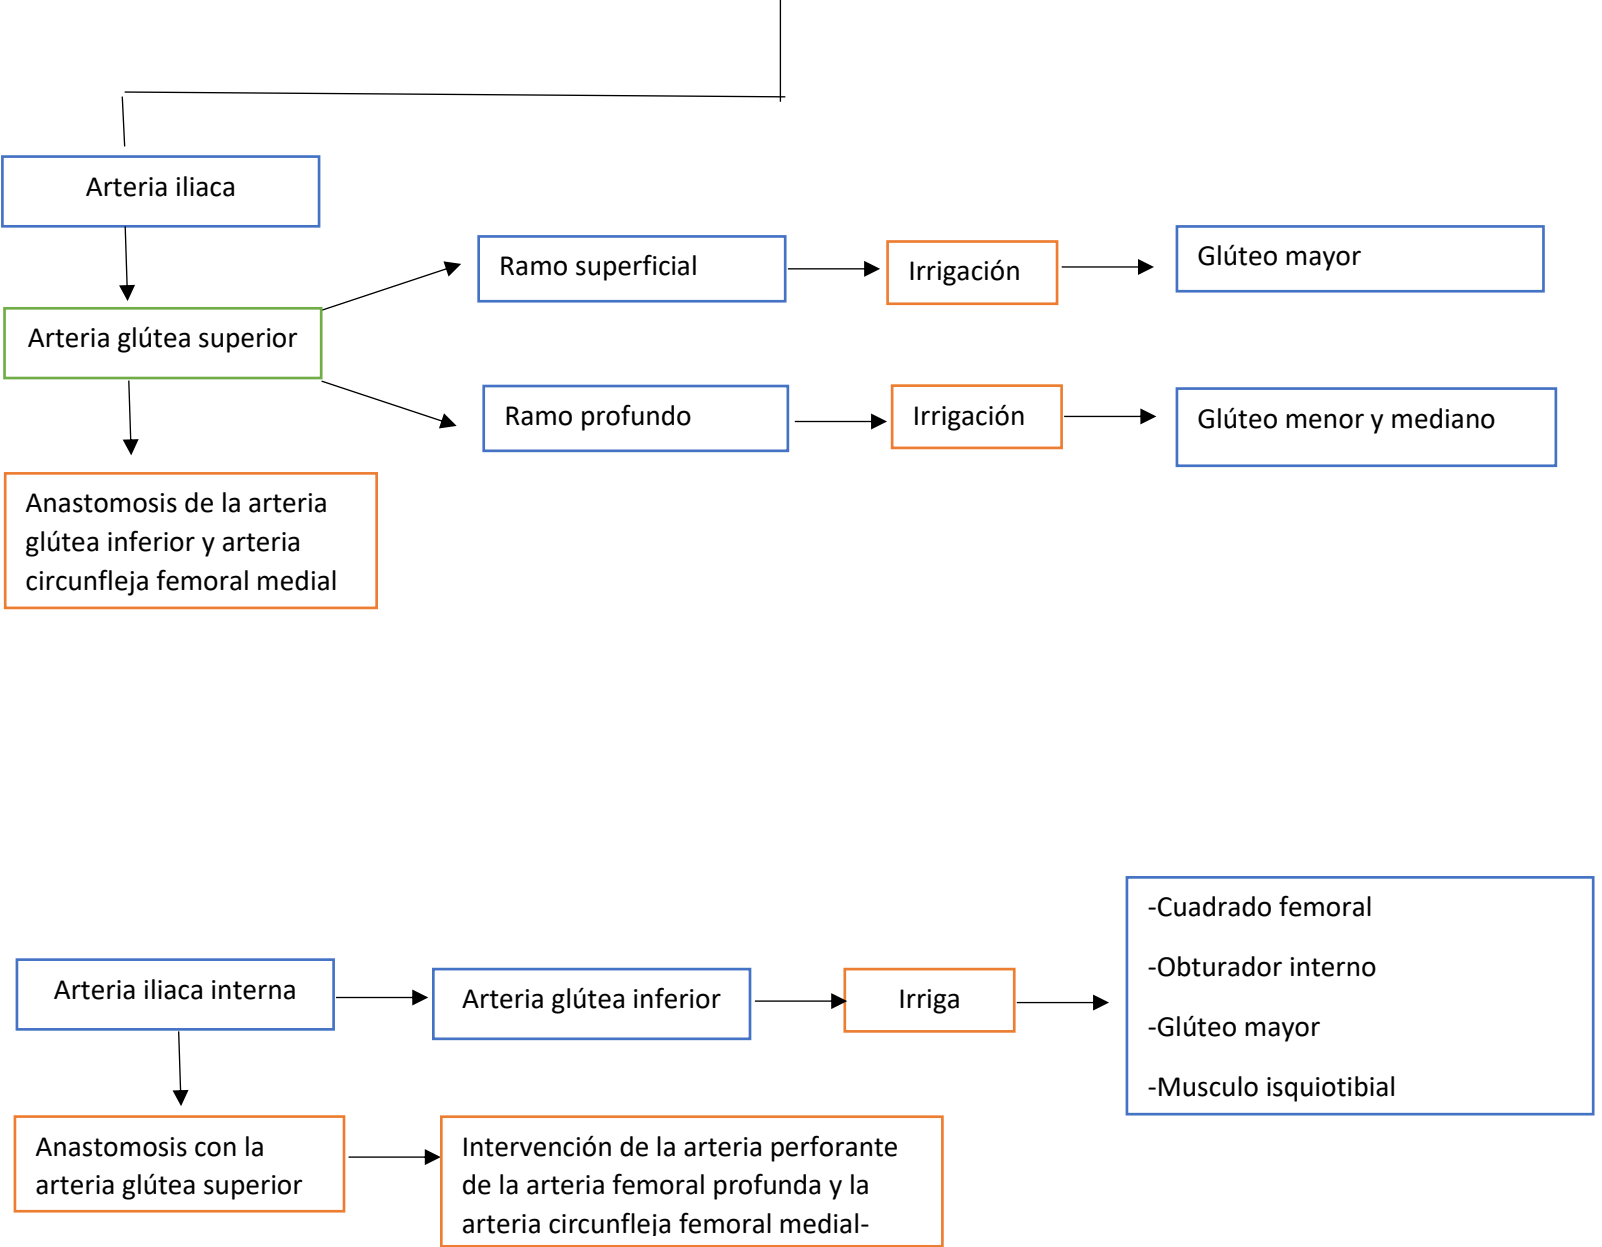 Arteria iliaca
Ramo superficial
Irrigación
Glúteo mayor
Arteria glútea superior
Ramo profundo
Irrigación
Glúteo menor y mediano
Anastomosis de la arteria
glútea inferior y arteria
circunfleja femoral medial
Arteria iliaca interna
Arteria glútea inferior
Irriga
-Cuadrado femoral
-Obturador interno
-Glúteo mayor
-Musculo isquiotibial
Anastomosis con la
arteria glútea superior
Intervención de la arteria perforante
de la arteria femoral profunda y la
arteria circunfleja femoral medial-